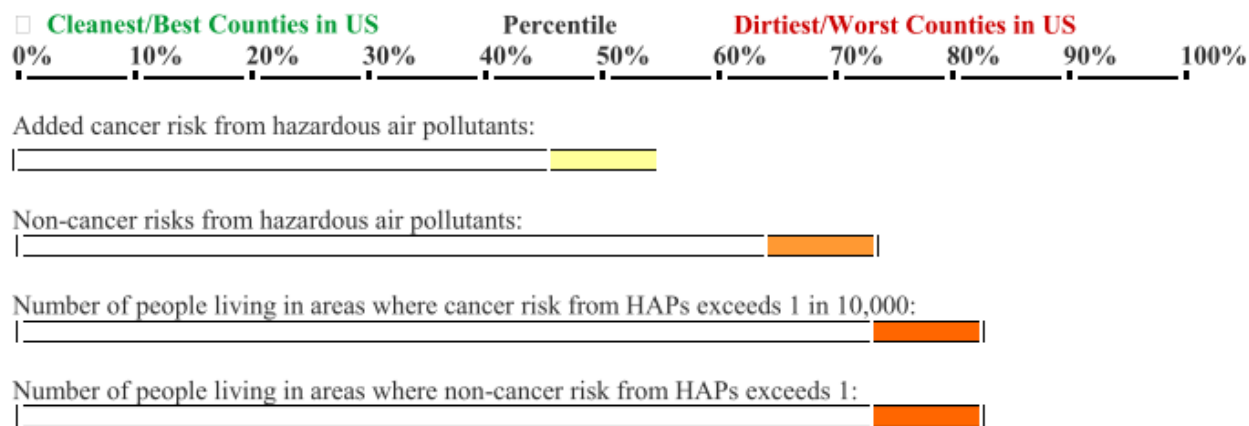 Cleanest/Best Counties in US Percentile Dirtiest/Worst Counties in US
0% 10% 20% 30% 40% 50% 60% 70% 80% 90% 100%
Added cancer risk from hazardous air pollutants:
Non-cancer risks from hazardous air pollutants:
Number of people living in areas where cancer risk from HAPs exceeds 1 in 10,000:
Number of people living in areas where non-cancer risk from HAPs exceeds 1: